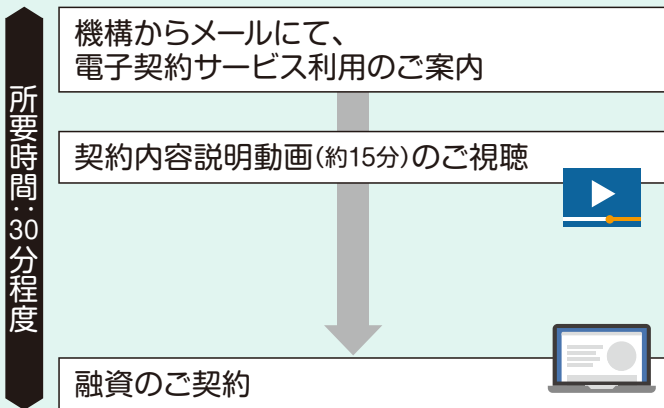 所要時間：30分程度
機構からメールにて、
電子契約サービス利用のご案内
契約内容説明動画(約15分)のご視聴
融資のご契約